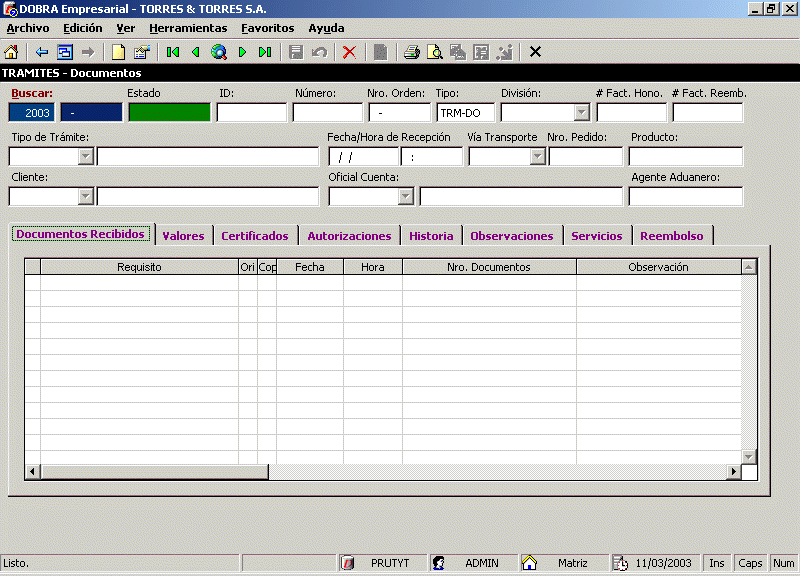 DOBRA Empresarial - TORRES & TORRES S.A.
Archivo Edición Ver Herramientas Favoritos Ayuda
TRAMITES - Documentos
Buscar: Estado ID: Número: Nro. Orden: Tipo: División: # Fact. Hono. # Fact. Reemb.
2003 - - TRM-DO
Tipo de Trámite: Fecha/Hora de Recepción Vía Transporte Nro. Pedido: Producto:
/ / :
Cliente: Oficial Cuenta: Agente Aduanero:
Documentos Recibidos Valores Certificados Autorizaciones Historia Observaciones Servicios Reembolso
Requisito Ori Cop Fecha Hora Nro. Documentos Observación
Listo. PRUTYT ADMIN Matriz 11/03/2003 Ins Caps Num